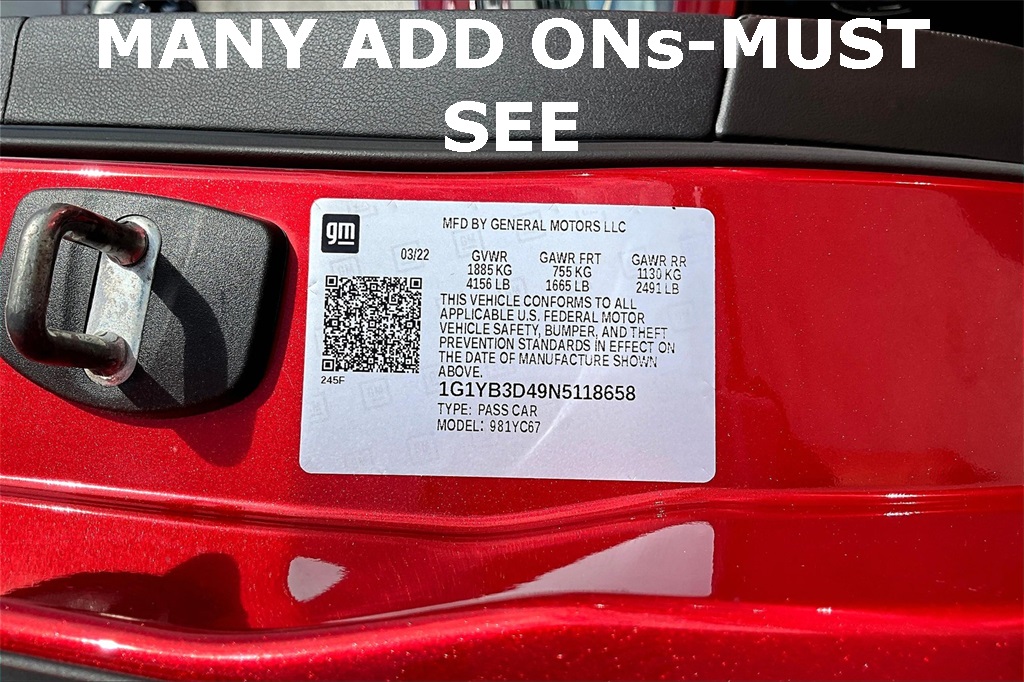 MANY ADD ONs-MUST
SEE
gm
MFD BY GENERAL MOTORS LLC
03/22 GVWR GAWR FRT GAWR RR
1885 KG 755 KG 1130 KG
4156 LB 1665 LB 2491 LB
THIS VEHICLE CONFORMS TO ALL
APPLICABLE U.S. FEDERAL MOTOR
VEHICLE SAFETY, BUMPER, AND THEFT
PREVENTION STANDARDS IN EFFECT ON
THE DATE OF MANUFACTURE SHOWN
ABOVE.
245F
1G1YB3D49N5118658
TYPE: PASS CAR
MODEL: 981YC67